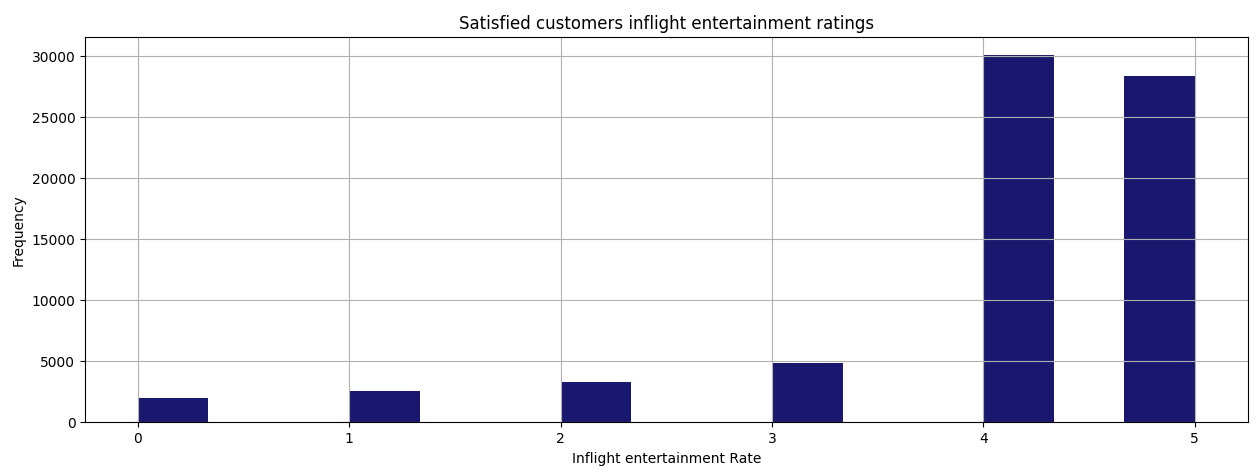 Satisfied customers inflight entertainment ratings
30000
25000
20000
15000
10000
5000
0
Frequency
0 1 2 3 4 5
Inflight entertainment Rate